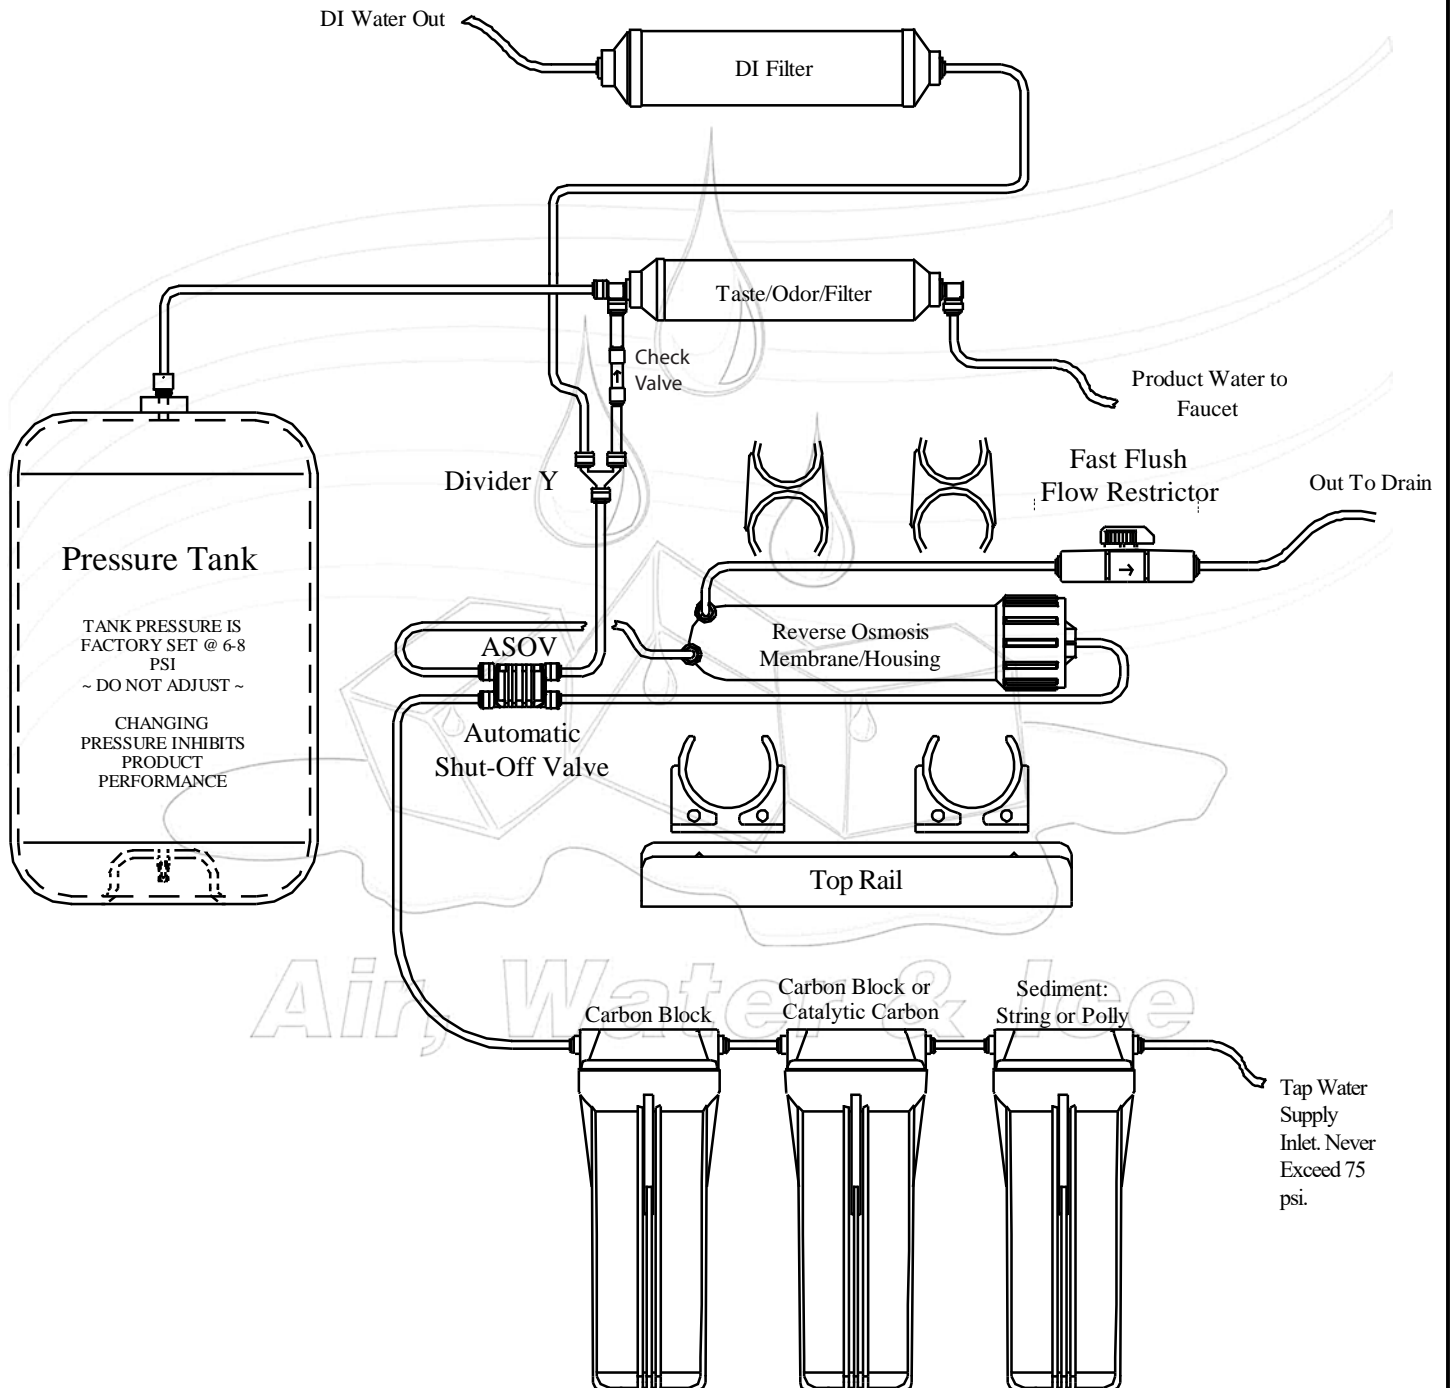 DI Water Out
DI Filter
Taste/Odor/Filter
Check
Valve
Product Water to
Faucet
Divider Y
Fast Flush
Flow Restrictor
Out To Drain
Pressure Tank
TANK PRESSURE IS
FACTORY SET @ 6-8
PSI
~ DO NOT ADJUST ~
CHANGING
PRESSURE INHIBITS
PRODUCT
PERFORMANCE
ASOV
Automatic
Shut-Off Valve
Reverse Osmosis
Membrane/Housing
Top Rail
Air, Water & Ice
Carbon Block
Carbon Block or
Catalytic Carbon
Sediment:
String or Polly
Tap Water
Supply
Inlet. Never
Exceed 75
psi.